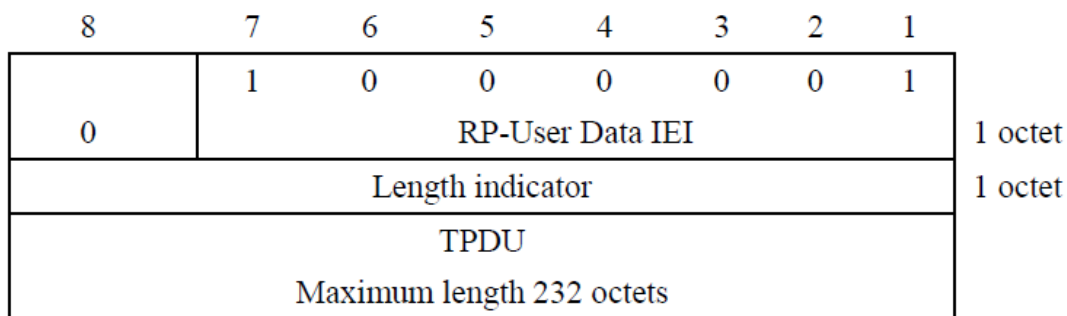 8 7 6 5 4 3 2 1
1 0 0 0 0 0 1
0 RP-User Data IEI 1 octet
Length indicator 1 octet
TPDU
Maximum length 232 octets